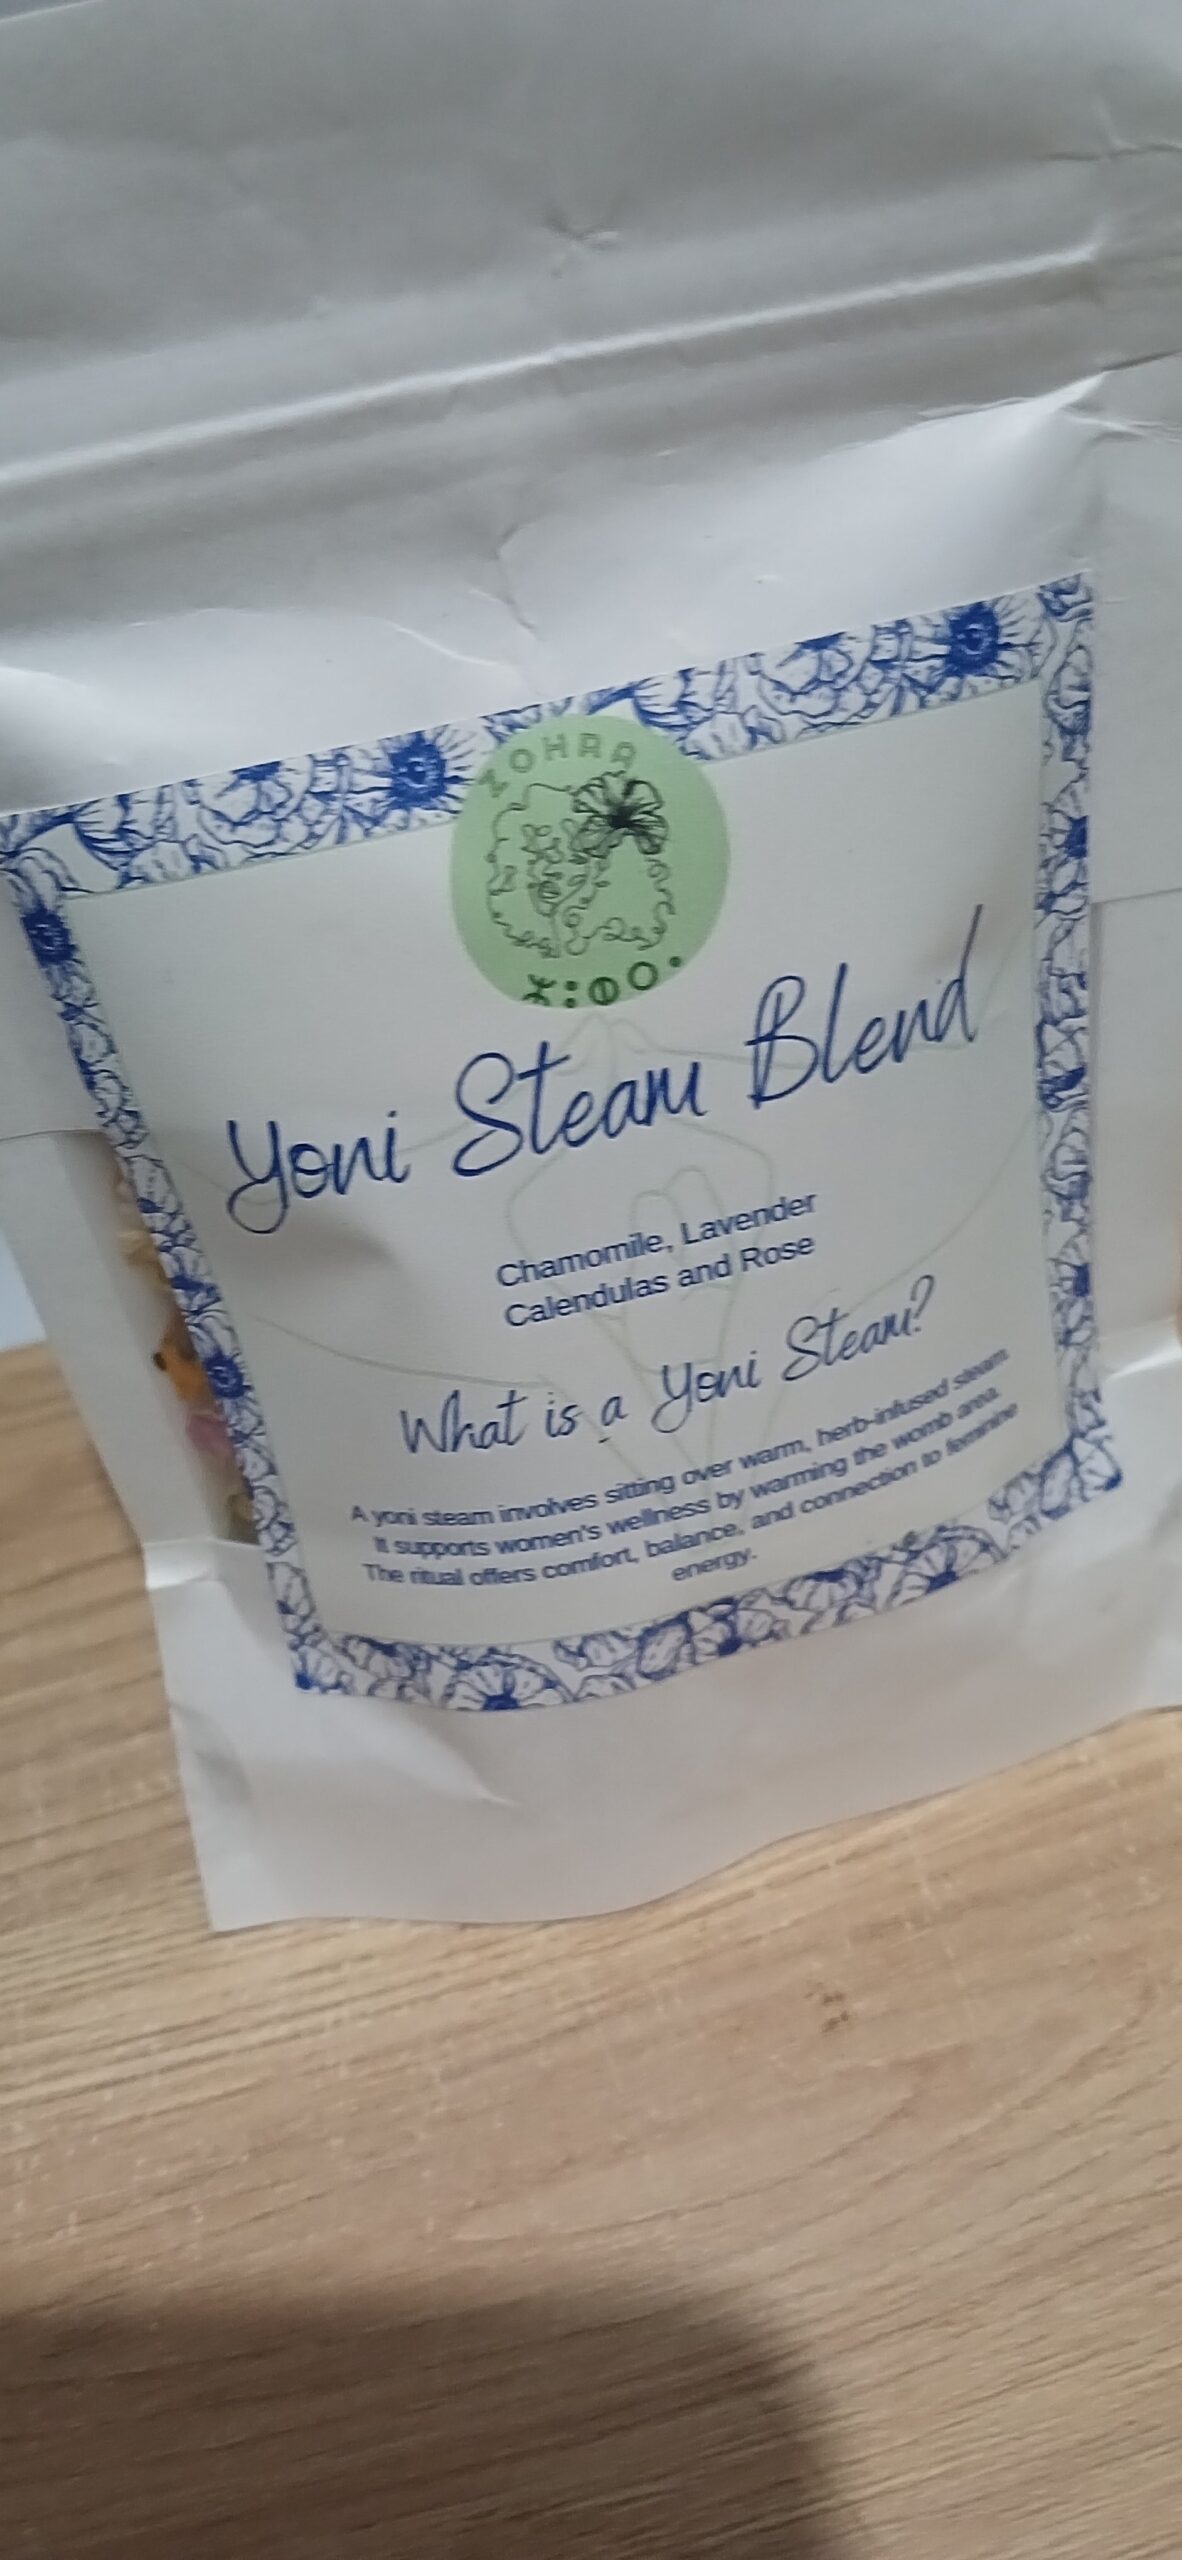 ZOHRA
ⵣ:ⴱⵔ.
Yoni Steam Blend
Chamomile, Lavender
Calendulas and Rose
What is a Yoni Steam?
A yoni steam involves sitting over warm, herb-infused steam.
It supports women's wellness by warming the womb area.
The ritual offers comfort, balance, and connection to feminine
energy.